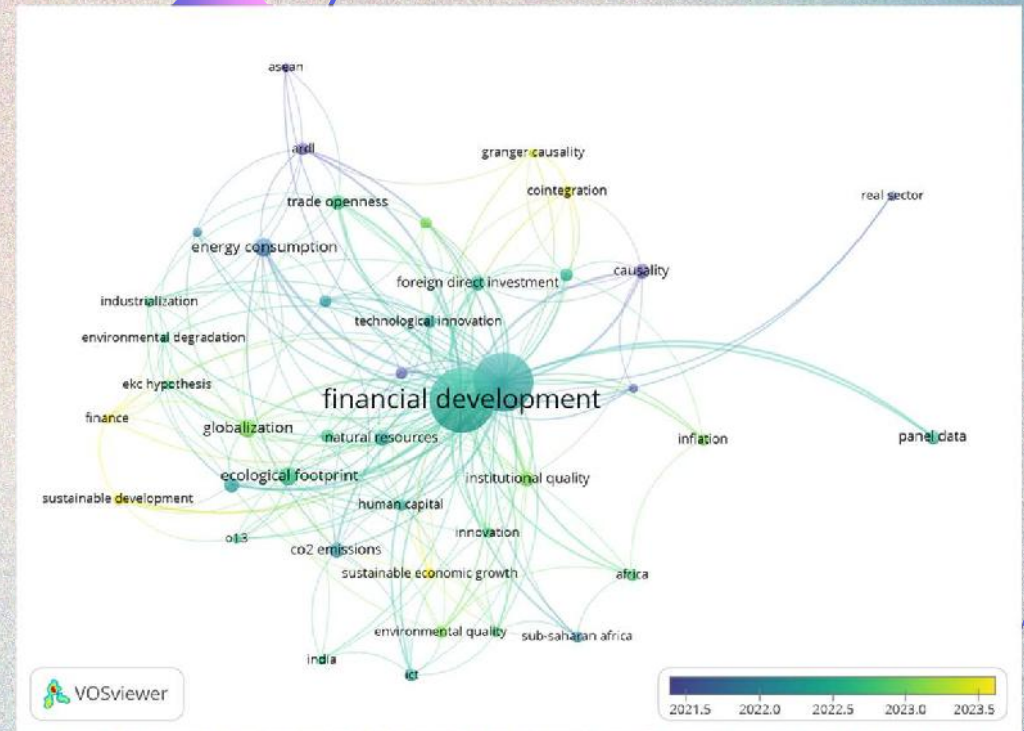 asean
ardl
granger causality
cointegration
real sector
trade openness
energy consumption
causality
foreign direct investment
industrialization
technological innovation
environmental degradation
ekc hypothesis
financial development
finance
globalization
natural resources
inflation
panel data
ecological footprint
institutional quality
sustainable development
human capital
innovation
o13
co2 emissions
sustainable economic growth
africa
environmental quality
sub-saharan africa
india
ict
VOSviewer
2021.5 2022.0 2022.5 2023.0 2023.5